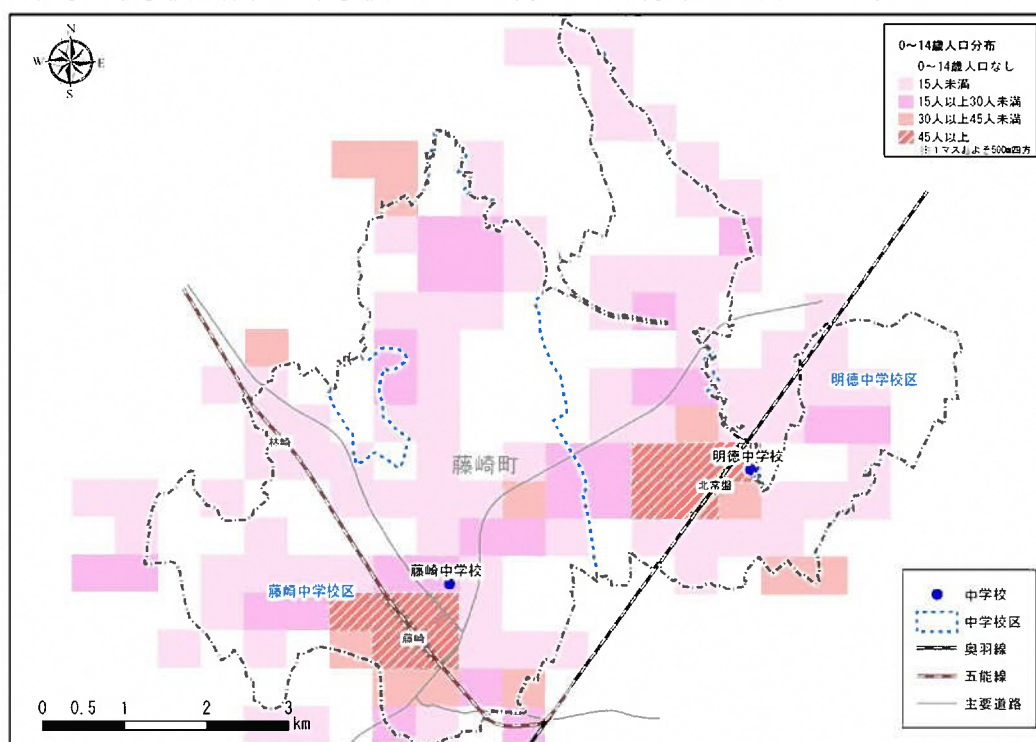 N
W E
S
0～14歳人口分布
0～14歳人口なし
15人未満
15人以上30人未満
30人以上45人未満
45人以上
※1マスおよそ500m四方
明徳中学校区
林崎
藤崎町
明徳中学校
北常盤
藤崎中学校
藤崎中学校区
藤崎
中学校
中学校区
奥羽線
五能線
主要道路
0 0.5 1 2 3
km